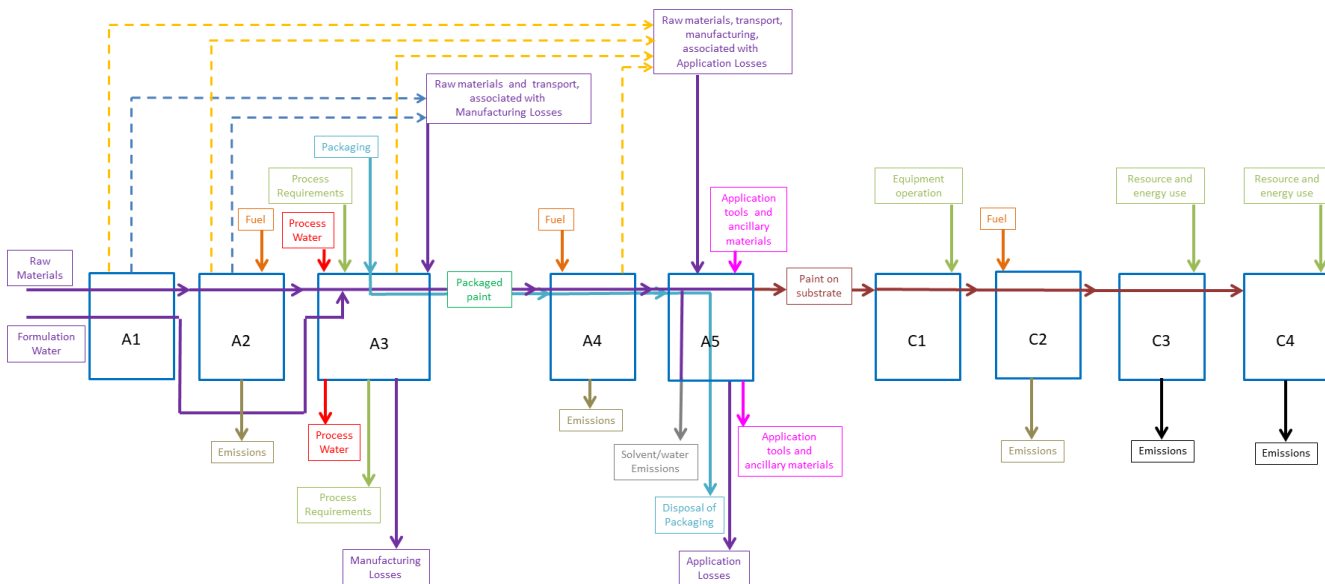 Raw materials, transport,
manufacturing,
associated with
Application Losses
Raw materials and transport,
associated with
Manufacturing Losses
Packaging
Process
Requirements
Equipment
operation
Resource and
energy use
Resource and
energy use
Fuel
Process
Water
Fuel
Application
tools and
ancillary
materials
Fuel
Raw
Materials
Packaged
paint
Paint on
substrate
Formulation
Water
A1
A2
A3
A4
A5
C1
C2
C3
C4
Emissions
Process
Water
Emissions
Solvent/water
Emissions
Application
tools and
ancillary materials
Emissions
Emissions
Emissions
Process
Requirements
Disposal of
Packaging
Manufacturing
Losses
Application
Losses